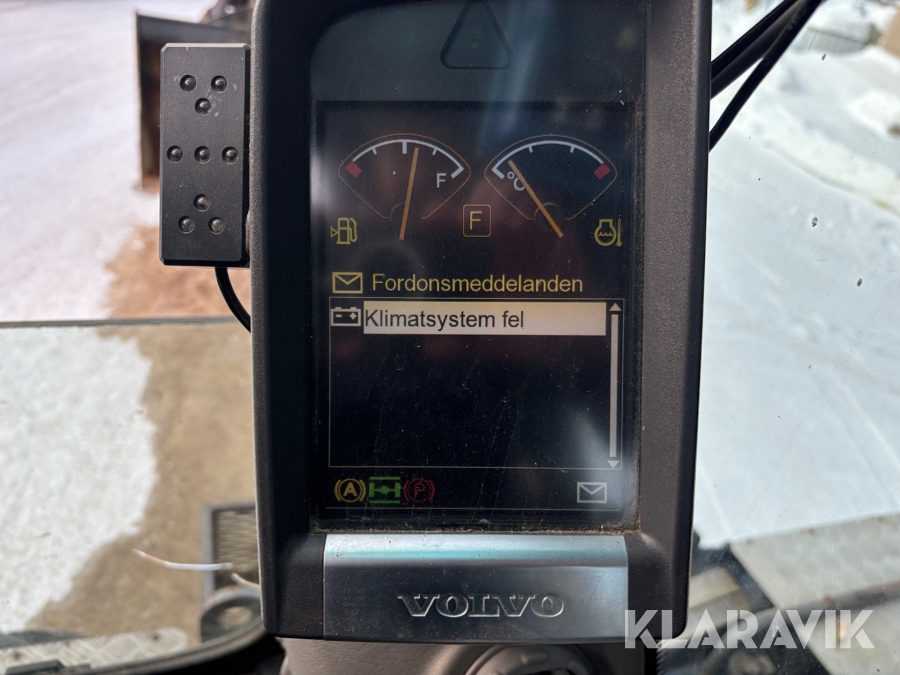 F
°C
F
Fordonsmeddelanden
Klimatsystem fel
A
P
VOLVO
KLARAVIK